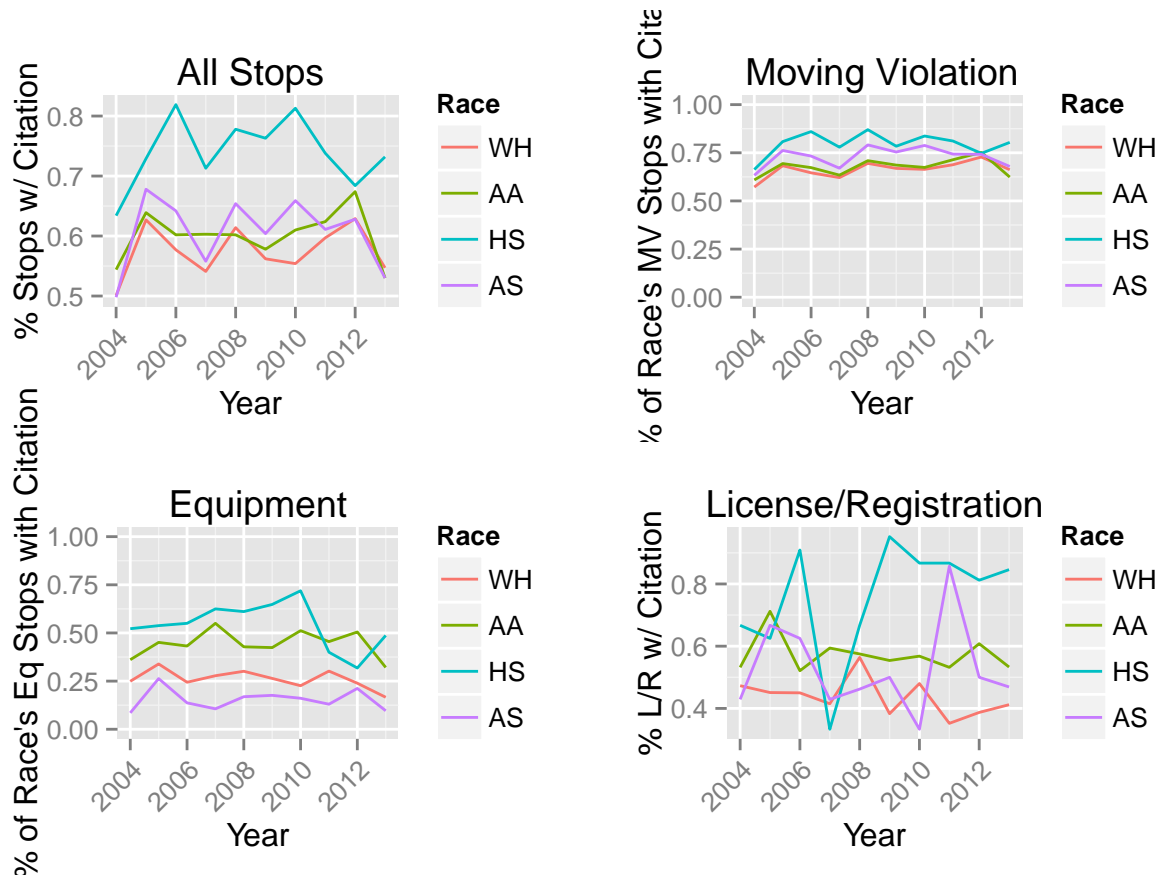 All Stops
% Stops w/ Citation
0.8
0.7
0.6
0.5
2004
2006
2008
2010
2012
Year
Race
WH
AA
HS
AS
Moving Violation
% of Race's MV Stops with Cita
1.00
0.75
0.50
0.25
0.00
2004
2006
2008
2010
2012
Year
Race
WH
AA
HS
AS
Equipment
% of Race's Eq Stops with Citation
1.00
0.75
0.50
0.25
0.00
2004
2006
2008
2010
2012
Year
Race
WH
AA
HS
AS
License/Registration
% L/R w/ Citation
0.8
0.6
0.4
2004
2006
2008
2010
2012
Year
Race
WH
AA
HS
AS